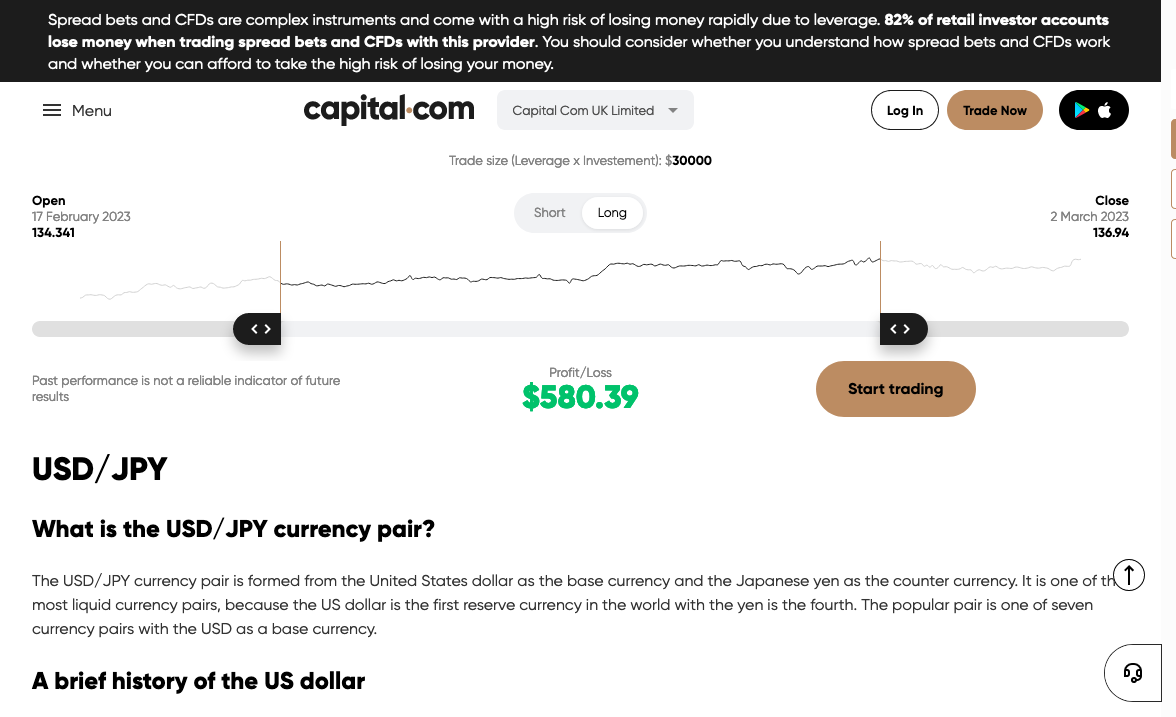 Spread bets and CFDs are complex instruments and come with a high risk of losing money rapidly due to leverage. 82% of retail investor accounts
lose money when trading spread bets and CFDs with this provider. You should consider whether you understand how spread bets and CFDs work
and whether you can afford to take the high risk of losing your money.
Menu
capital.com
Capital Com UK Limited
Log In
Trade Now
Trade size (Leverage x Investement): $30000
Open
17 February 2023
134.341
Short
Long
Close
2 March 2023
136.94
Past performance is not a reliable indicator of future
results
Profit/Loss
$580.39
Start trading
USD/JPY
What is the USD/JPY currency pair?
The USD/JPY currency pair is formed from the United States dollar as the base currency and the Japanese yen as the counter currency. It is one of
most liquid currency pairs, because the US dollar is the first reserve currency in the world with the yen is the fourth. The popular pair is one of seven
currency pairs with the USD as a base currency.
A brief history of the US dollar